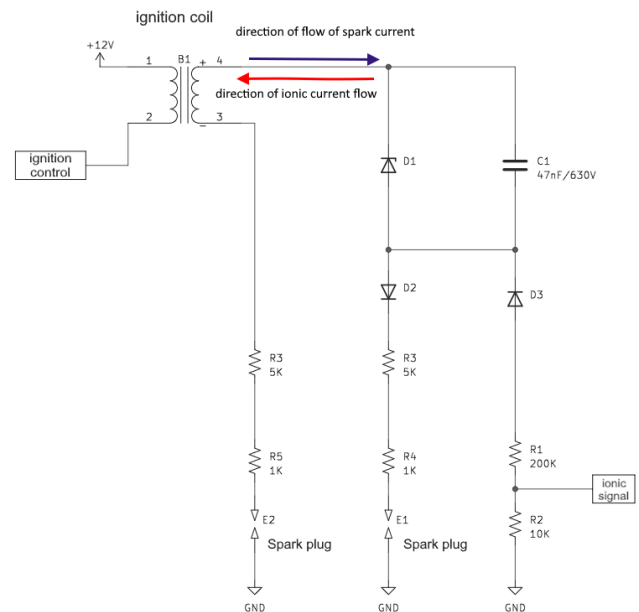 ignition coil
direction of flow of spark current
+12V
B1
1
+ 4
direction of ionic current flow
2
- 3
ignition
control
D1
C1
47nF/630V
D2
D3
R3
5K
R3
5K
R5
1K
R4
1K
R1
200K
ionic
signal
E2
Spark plug
E1
Spark plug
R2
10K
GND
GND
GND